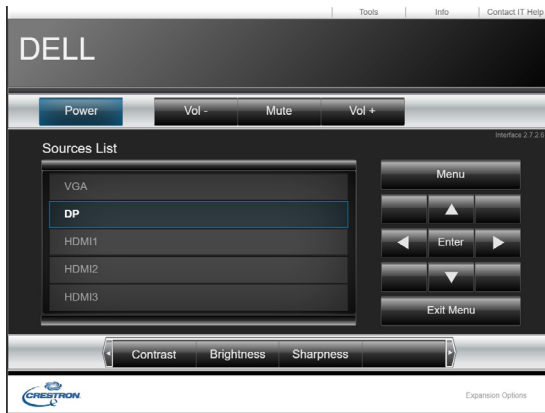 Tools Info Contact IT Help
DELL
Power Vol - Mute Vol +
Interface 2.7.2.6
Sources List
VGA
DP
HDMI1
HDMI2
HDMI3
Menu
Enter
Exit Menu
Contrast Brightness Sharpness
CRESTRON
Expansion Options